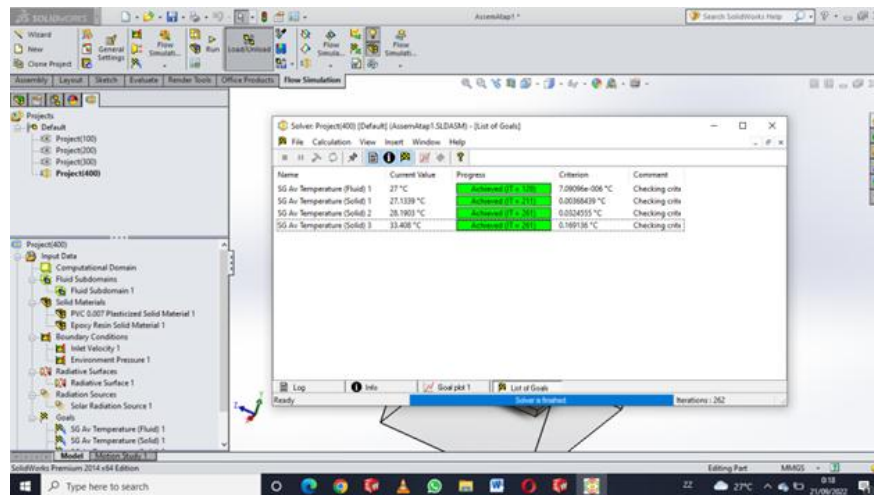 SOLIDWORKS
AssemAtap1 *
Search SolidWorks Help
Wizard
New
Clone Project
General Settings
Flow Simulati...
Run
Load/Unload
Flow Simula...
Flow Simulati...
Assembly Layout Sketch Evaluate Render Tools Office Products Flow Simulation
Projects
Default
Project(100)
Project(200)
Project(300)
Project(400)
Solver: Project(400) [Default] (AssemAtap1.SLDASM) - [List of Goals]
File Calculation View Insert Window Help
Name Current Value Progress Criterion Comment
SG Av Temperature (Fluid) 1 27 °C Achieved (IT = 128) 7.09096e-006 °C Checking crite
SG Av Temperature (Solid) 1 27.1339 °C Achieved (IT = 211) 0.00368439 °C Checking crite
SG Av Temperature (Solid) 2 28.1903 °C Achieved (IT = 261) 0.0324555 °C Checking crite
SG Av Temperature (Solid) 3 33.408 °C Achieved (IT = 261) 0.169136 °C Checking crite
Project(400)
Input Data
Computational Domain
Fluid Subdomains
Fluid Subdomain 1
Solid Materials
PVC 0.007 Plasticized Solid Material 1
Epoxy Resin Solid Material 1
Boundary Conditions
Inlet Velocity 1
Environment Pressure 1
Radiative Surfaces
Radiative Surface 1
Radiation Sources
Solar Radiation Source 1
Goals
SG Av Temperature (Fluid) 1
SG Av Temperature (Solid) 1
Log Info Goal plot 1 List of Goals
Ready Solver is finished. Iterations : 262
Model Motion Study 1
SolidWorks Premium 2014 x64 Edition Editing Part MMGS
Type here to search
27°C
0:18
21/09/2022